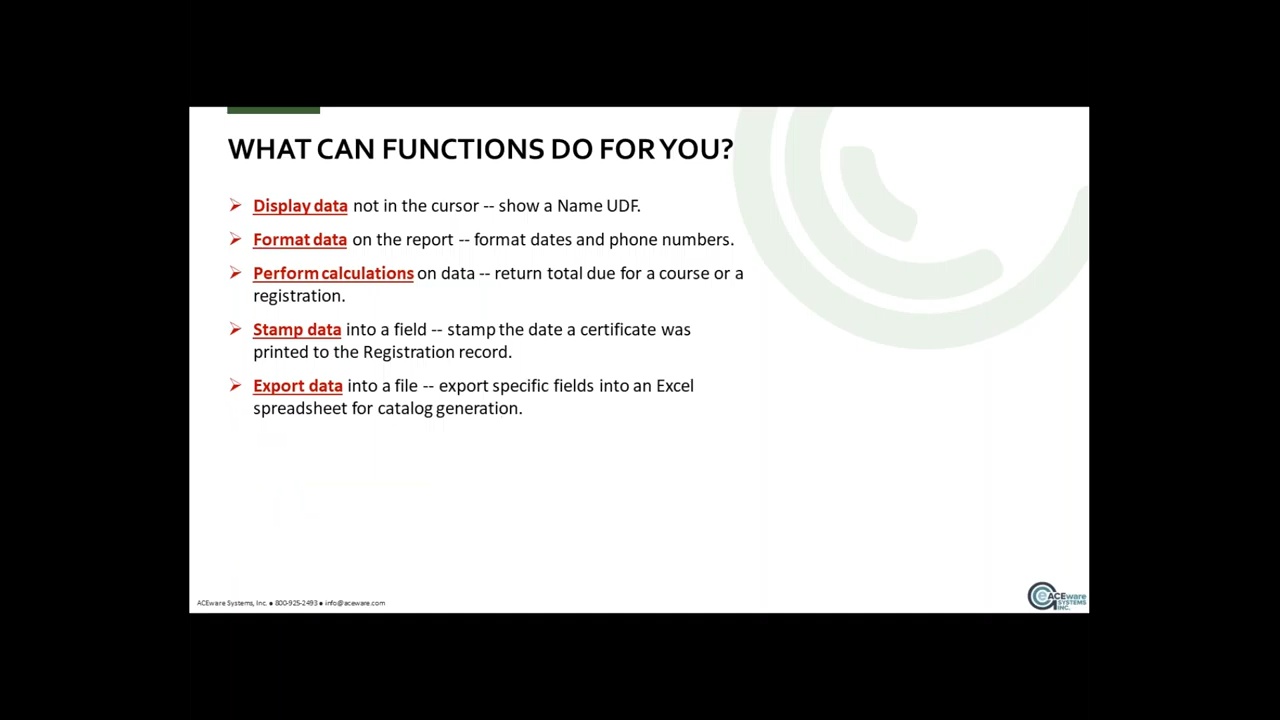 WHAT CAN FUNCTIONS DO FOR YOU?
Display data not in the cursor -- show a Name UDF.
Format data on the report -- format dates and phone numbers.
Perform calculations on data -- return total due for a course or a
registration.
Stamp data into a field -- stamp the date a certificate was
printed to the Registration record.
Export data into a file -- export specific fields into an Excel
spreadsheet for catalog generation.
ACEware Systems, Inc. ● 800-925-2493 ● info@aceware.com
ACEware
SYSTEMS
INC.